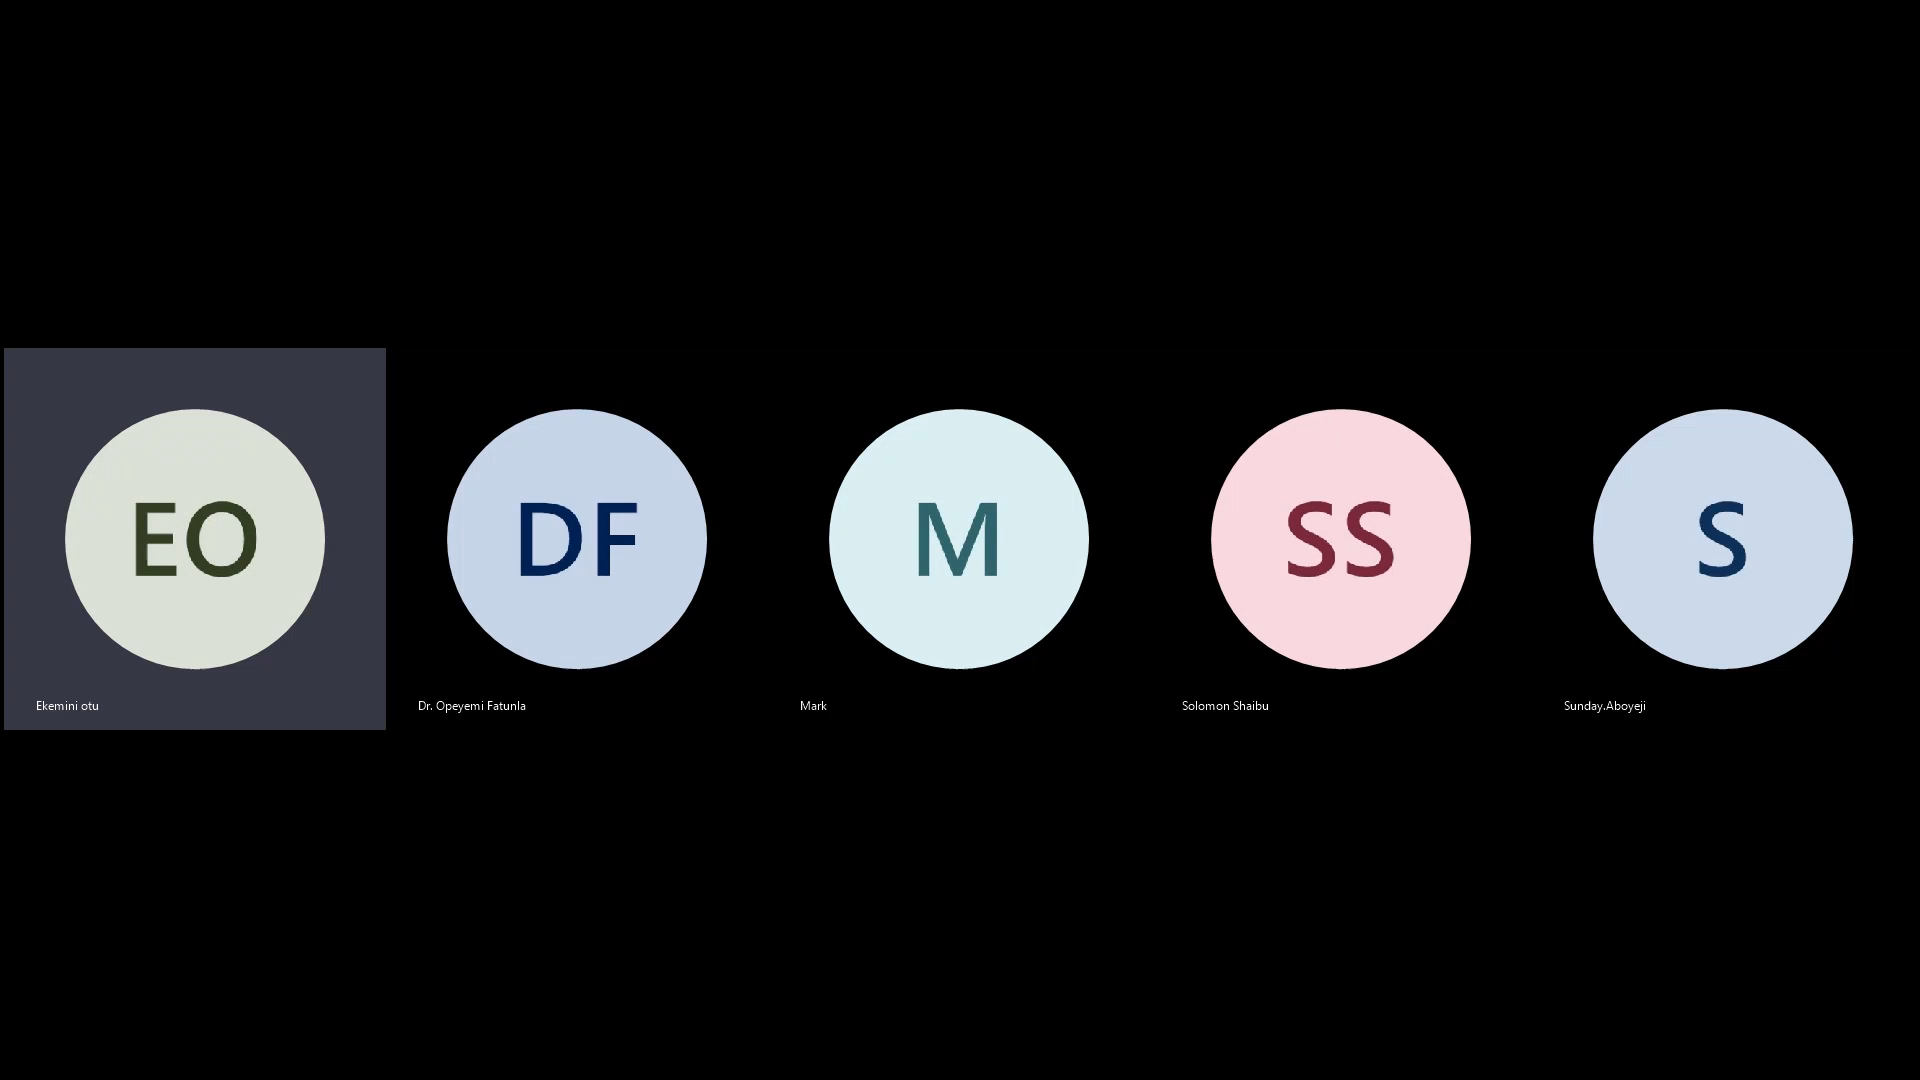 EO
DF
M
SS
S
Ekemini otu
Dr. Opeyemi Fatunla
Mark
Solomon Shaibu
Sunday.Aboyeji